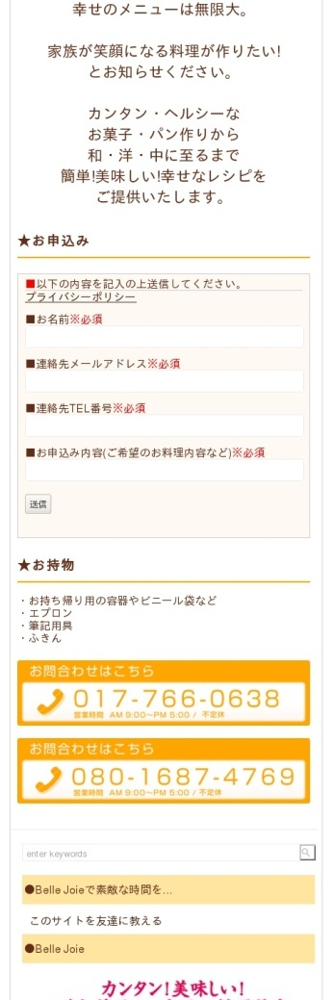 幸せのメニューは無限大。
家族が笑顔になる料理が作りたい!
とお知らせください。
カンタン・ヘルシーな
お菓子・パン作りから
和・洋・中に至るまで
簡単!美味しい!幸せなレシピを
ご提供いたします。
★お申込み
■以下の内容を記入の上送信してください。
プライバシーポリシー
■お名前※必須
■連絡先メールアドレス※必須
■連絡先TEL番号※必須
■お申込み内容(ご希望のお料理内容など)※必須
送信
★お持物
・お持ち帰り用の容器やビニール袋など
・エプロン
・筆記用具
・ふきん
お問合わせはこちら
017-766-0638
営業時間 AM 9:00~PM 5:00 / 不定休
お問合わせはこちら
080-1687-4769
営業時間 AM 9:00~PM 5:00 / 不定休
enter keywords
●Belle Joieで素敵な時間を...
このサイトを友達に教える
●Belle Joie
カンタン!美味しい!